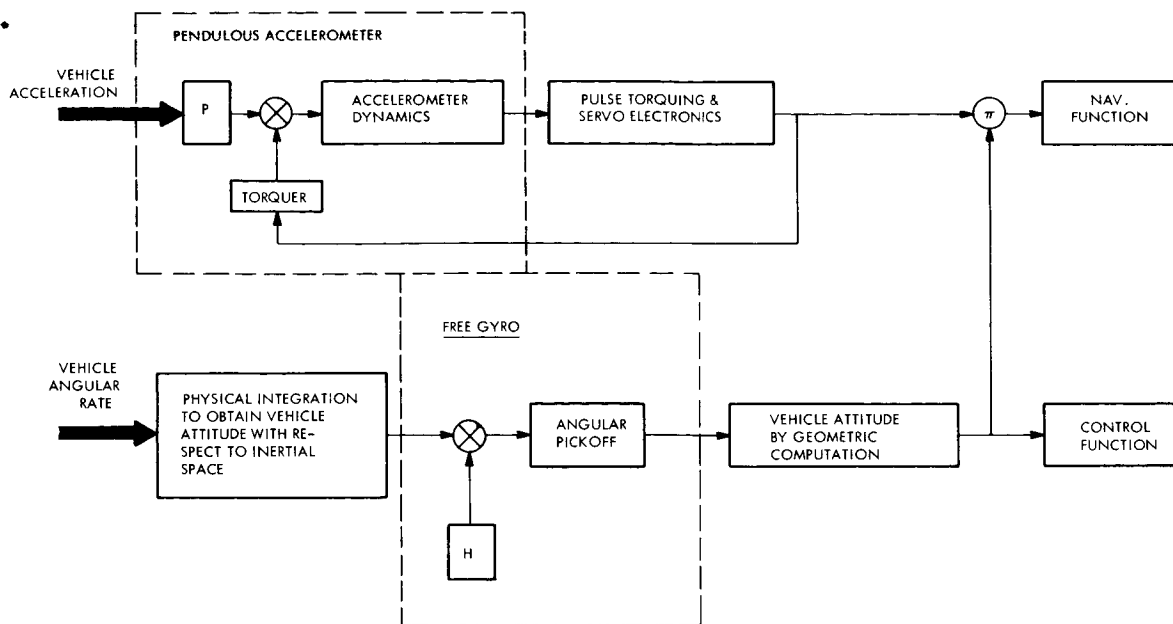 PENDULOUS ACCELEROMETER
VEHICLE
ACCELERATION
P
ACCELEROMETER
DYNAMICS
PULSE TORQUING &
SERVO ELECTRONICS
π
NAV.
FUNCTION
TORQUER
FREE GYRO
VEHICLE
ANGULAR
RATE
PHYSICAL INTEGRATION
TO OBTAIN VEHICLE
ATTITUDE WITH RE-
SPECT TO INERTIAL
SPACE
ANGULAR
PICKOFF
VEHICLE ATTITUDE
BY GEOMETRIC
COMPUTATION
CONTROL
FUNCTION
H